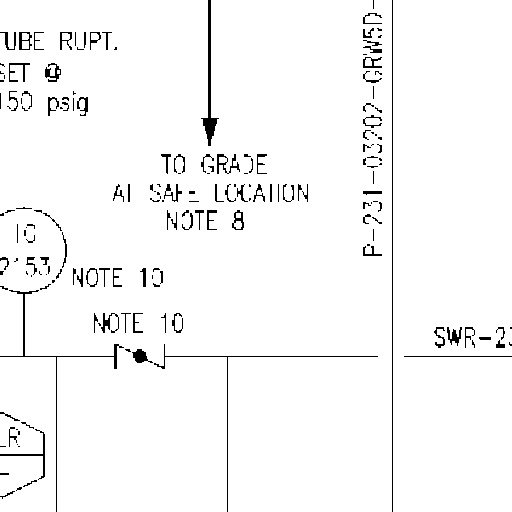 TUBE RUPT.
SET @
150 psig
TO GRADE
AT SAFE LOCATION
NOTE 8
P-231-03202-GRW5D-
2153
NOTE 10
NOTE 10
SWR-23
LR